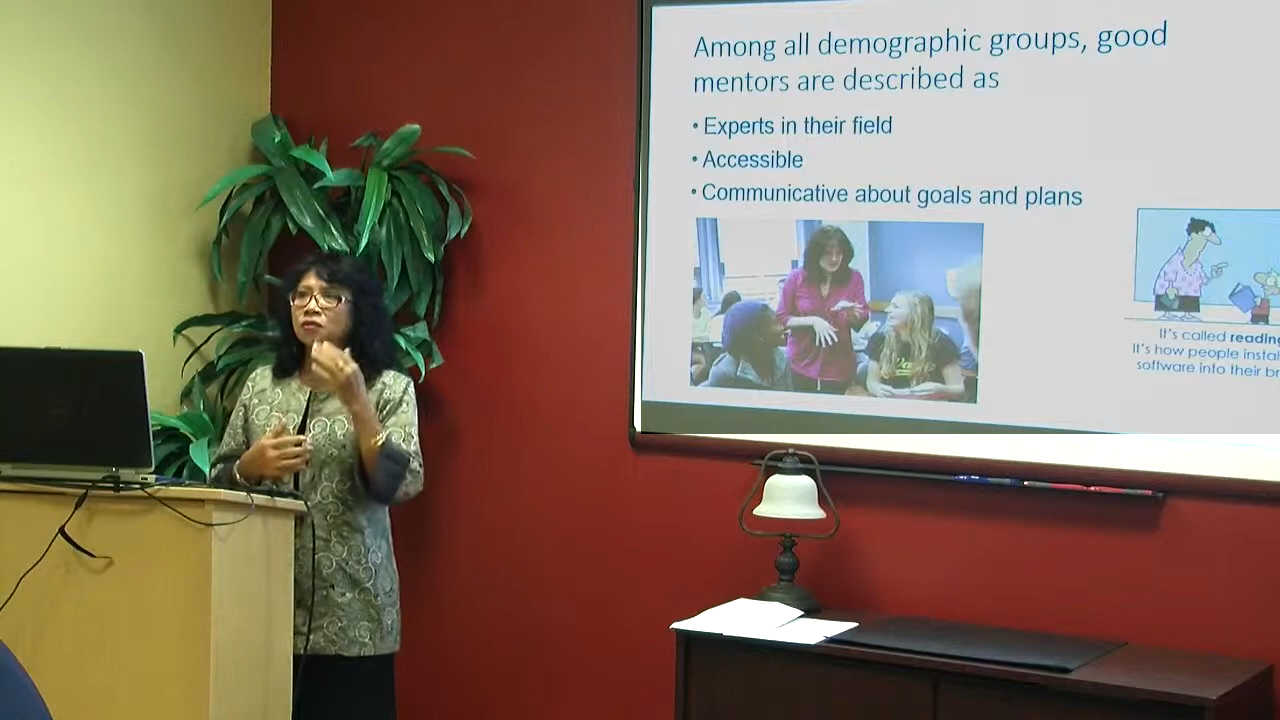 Among all demographic groups, good
mentors are described as
• Experts in their field
• Accessible
• Communicative about goals and plans
It's called
It's how people
software into their